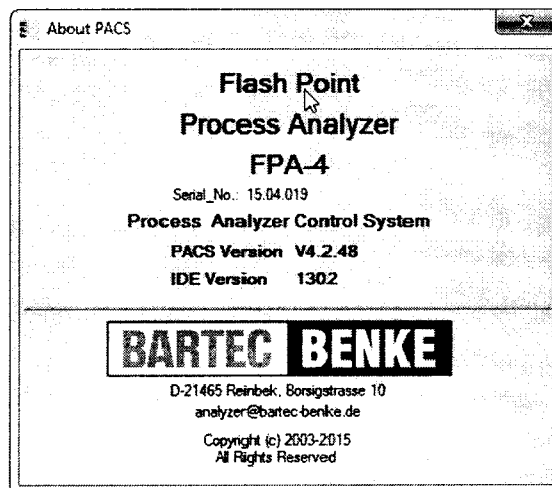 About PACS
Flash Point
Process Analyzer
FPA-4
Serial_No.: 15.04.019
Process Analyzer Control System
PACS Version V4.2.48
IDE Version 1302
BARTEC BENKE
D-21465 Reinbek, Borsigstrasse 10
analyzer@bartec-benke.de
Copyright (c) 2003-2015
All Rights Reserved